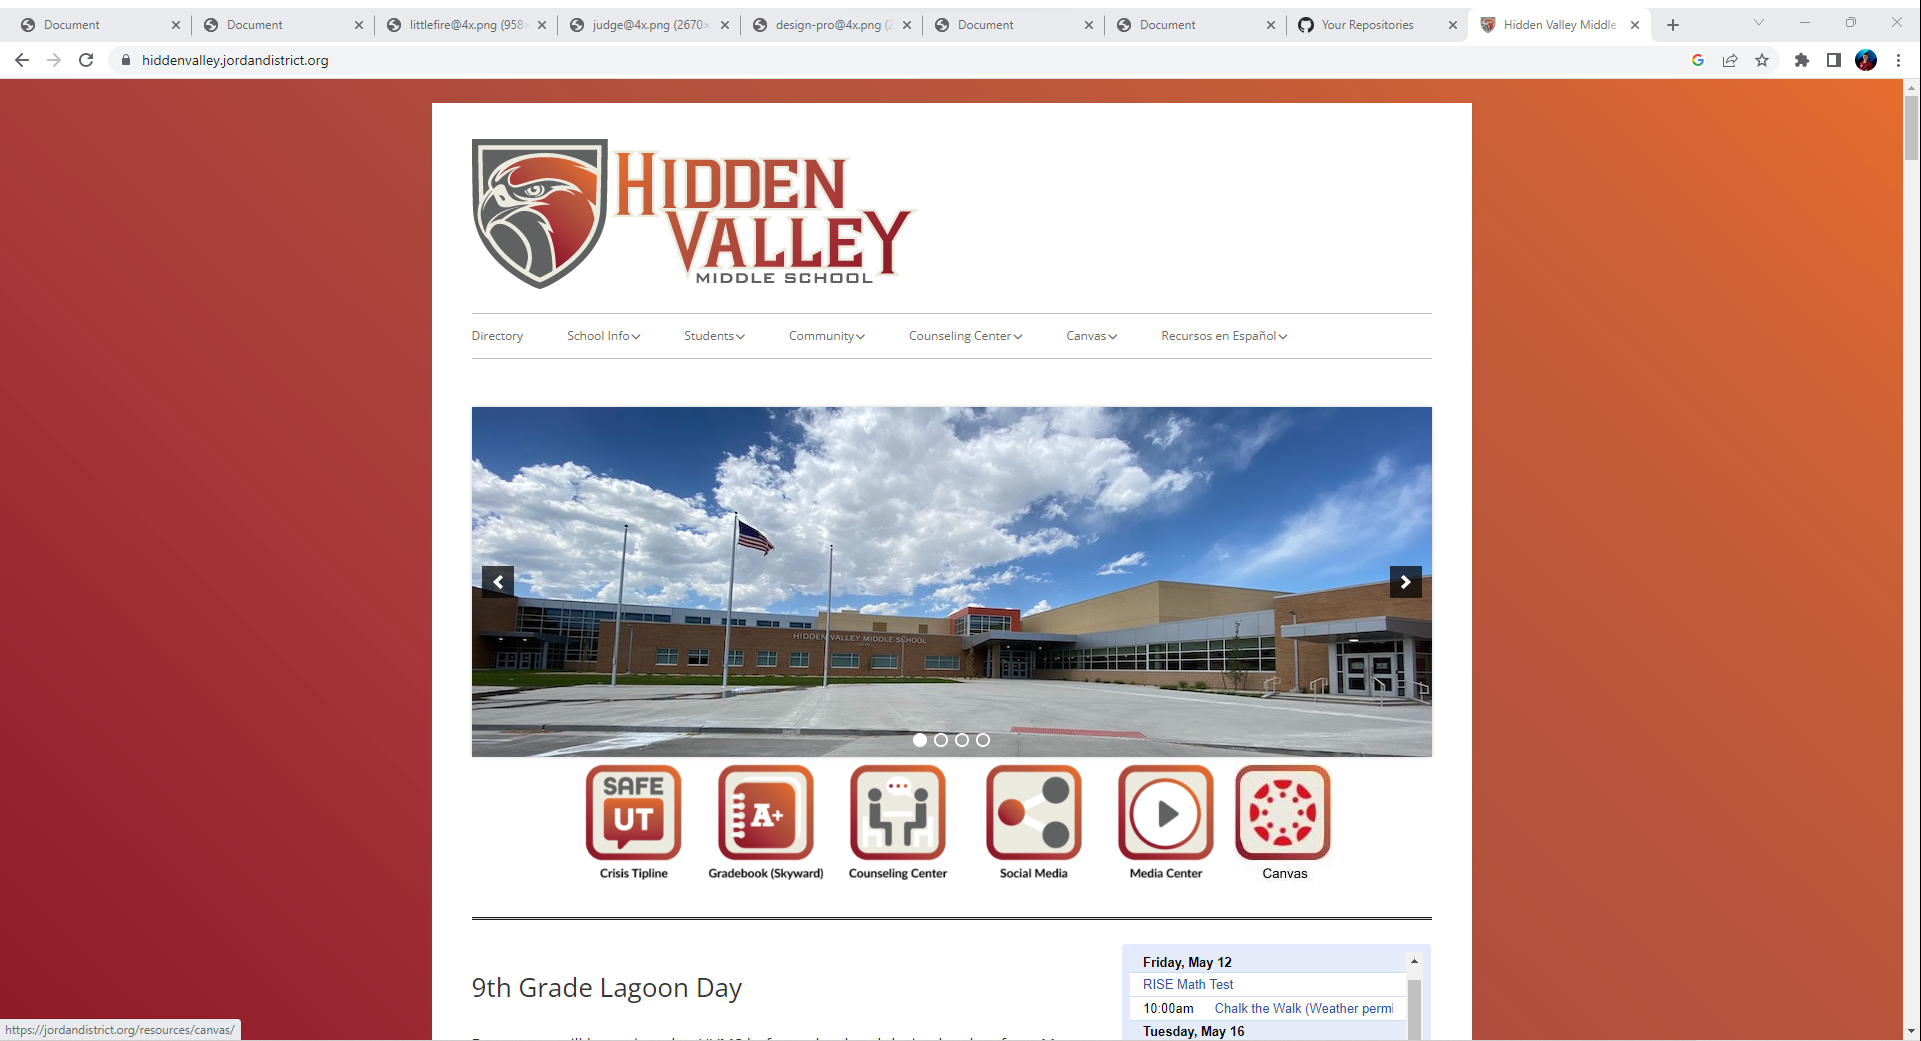 Document
Document
littlefire@4x.png (958
judge@4x.png (2670
design-pro@4x.png (
Document
Document
Your Repositories
Hidden Valley Middle
hiddenvalley.jordandistrict.org
HIDDEN
VALLEY
MIDDLE SCHOOL
Directory
School Info
Students
Community
Counseling Center
Canvas
Recursos en Español
HIDDEN VALLEY MIDDLE SCHOOL
SAFE
UT
A+
Crisis Tipline
Gradebook (Skyward)
Counseling Center
Social Media
Media Center
Canvas
9th Grade Lagoon Day
Friday, May 12
RISE Math Test
10:00am Chalk the Walk (Weather permi
Tuesday, May 16
https://jordandistrict.org/resources/canvas/